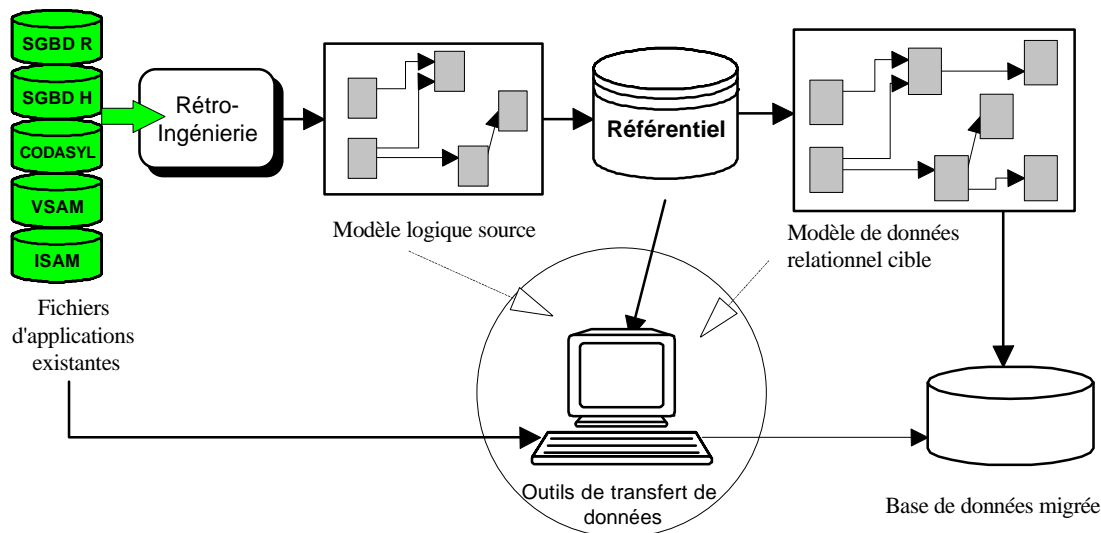 SGBD R
SGBD H
CODASYL
VSAM
ISAM
Fichiers
d'applications
existantes
Rétro-
Ingénierie
Modèle logique source
Référentiel
Modèle de données
relationnel cible
Outils de transfert de
données
Base de données migrée